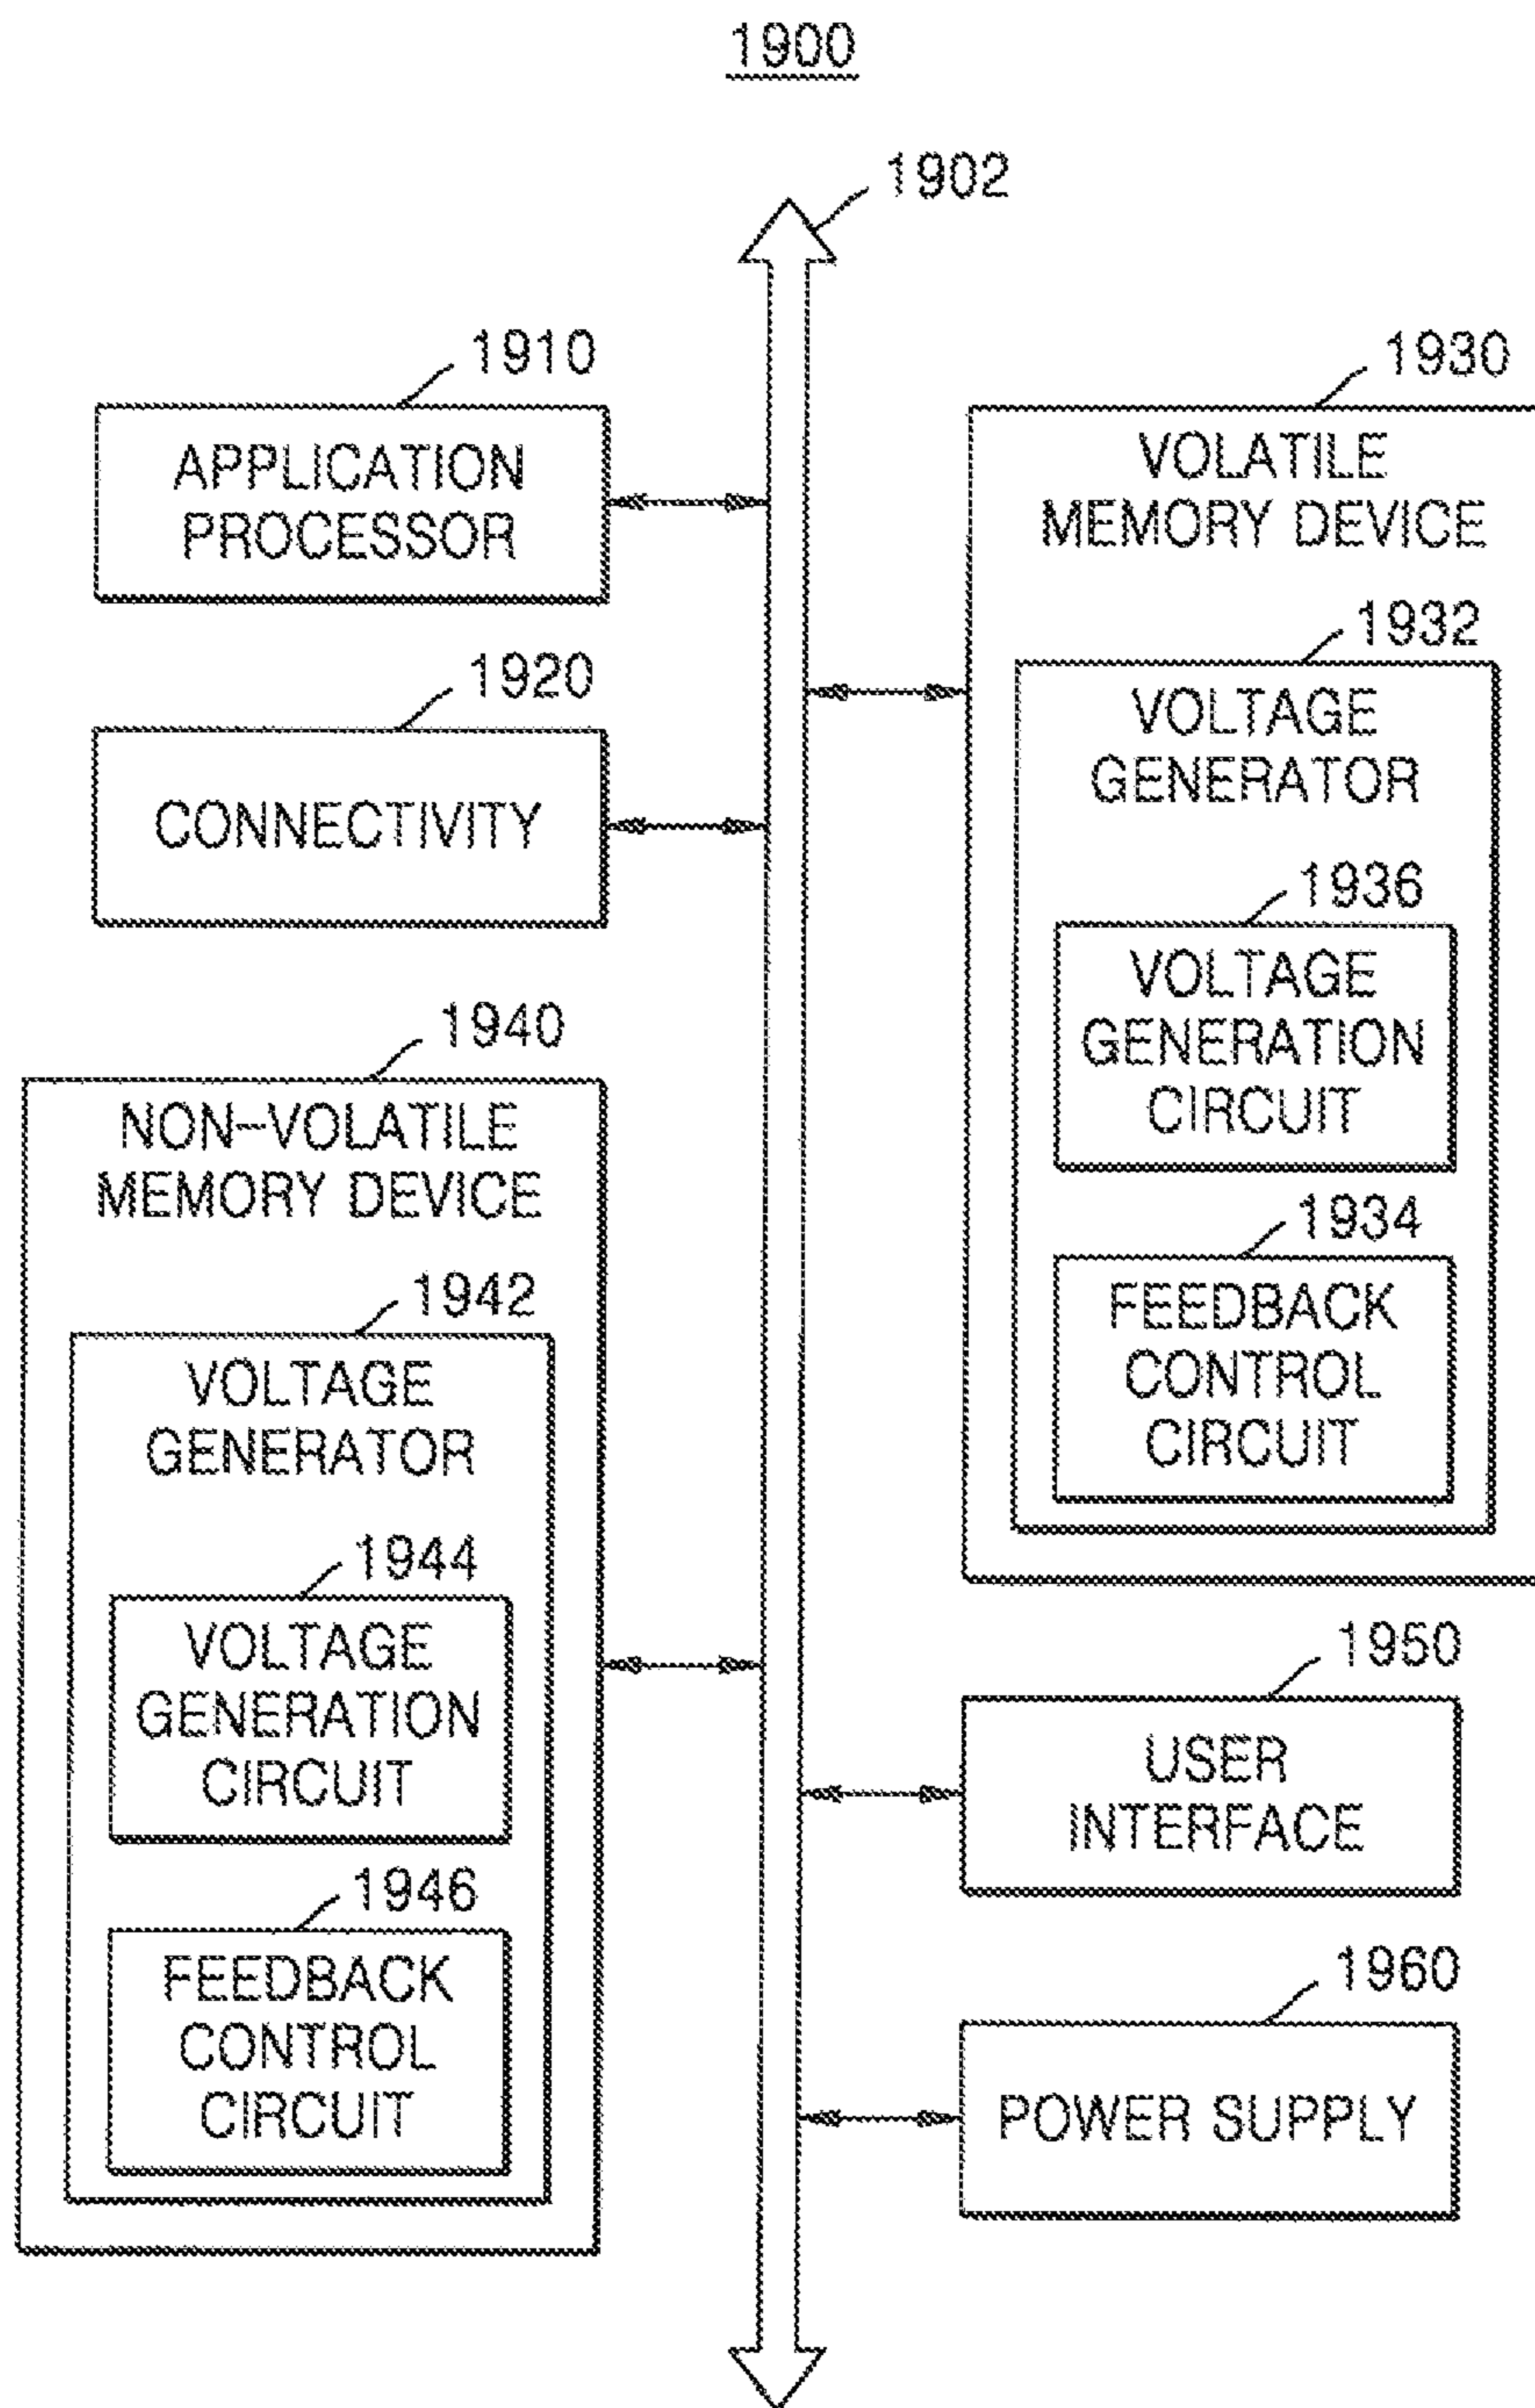 1900
1902
1910
APPLICATION
PROCESSOR
1920
CONNECTIVITY
1940
NON-VOLATILE
MEMORY DEVICE
1942
VOLTAGE
GENERATOR
1944
VOLTAGE
GENERATION
CIRCUIT
1946
FEEDBACK
CONTROL
CIRCUIT
1930
VOLATILE
MEMORY DEVICE
1932
VOLTAGE
GENERATOR
1936
VOLTAGE
GENERATION
CIRCUIT
1934
FEEDBACK
CONTROL
CIRCUIT
1950
USER
INTERFACE
1960
POWER SUPPLY